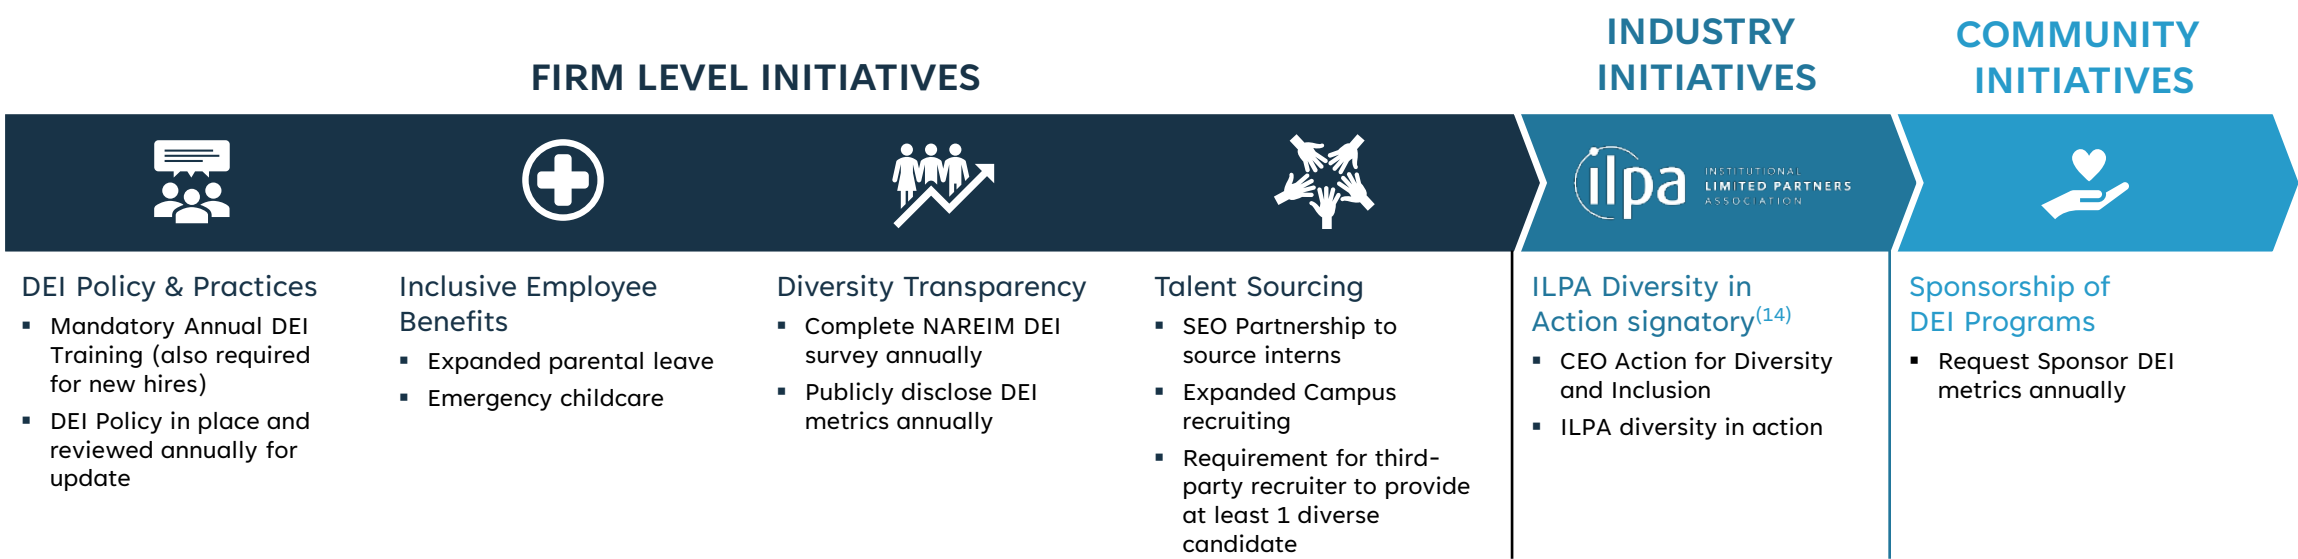 FIRM LEVEL INITIATIVES
INDUSTRY
INITIATIVES
COMMUNITY
INITIATIVES
ilpa
INSTITUTIONAL
LIMITED PARTNERS
ASSOCIATION
DEI Policy & Practices
▪ Mandatory Annual DEI
Training (also required
for new hires)
▪ DEI Policy in place and
reviewed annually for
update
Inclusive Employee
Benefits
▪ Expanded parental leave
▪ Emergency childcare
Diversity Transparency
▪ Complete NAREIM DEI
survey annually
▪ Publicly disclose DEI
metrics annually
Talent Sourcing
▪ SEO Partnership to
source interns
▪ Expanded Campus
recruiting
▪ Requirement for third-
party recruiter to provide
at least 1 diverse
candidate
ILPA Diversity in
Action signatory(14)
▪ CEO Action for Diversity
and Inclusion
▪ ILPA diversity in action
Sponsorship of
DEI Programs
▪ Request Sponsor DEI
metrics annually